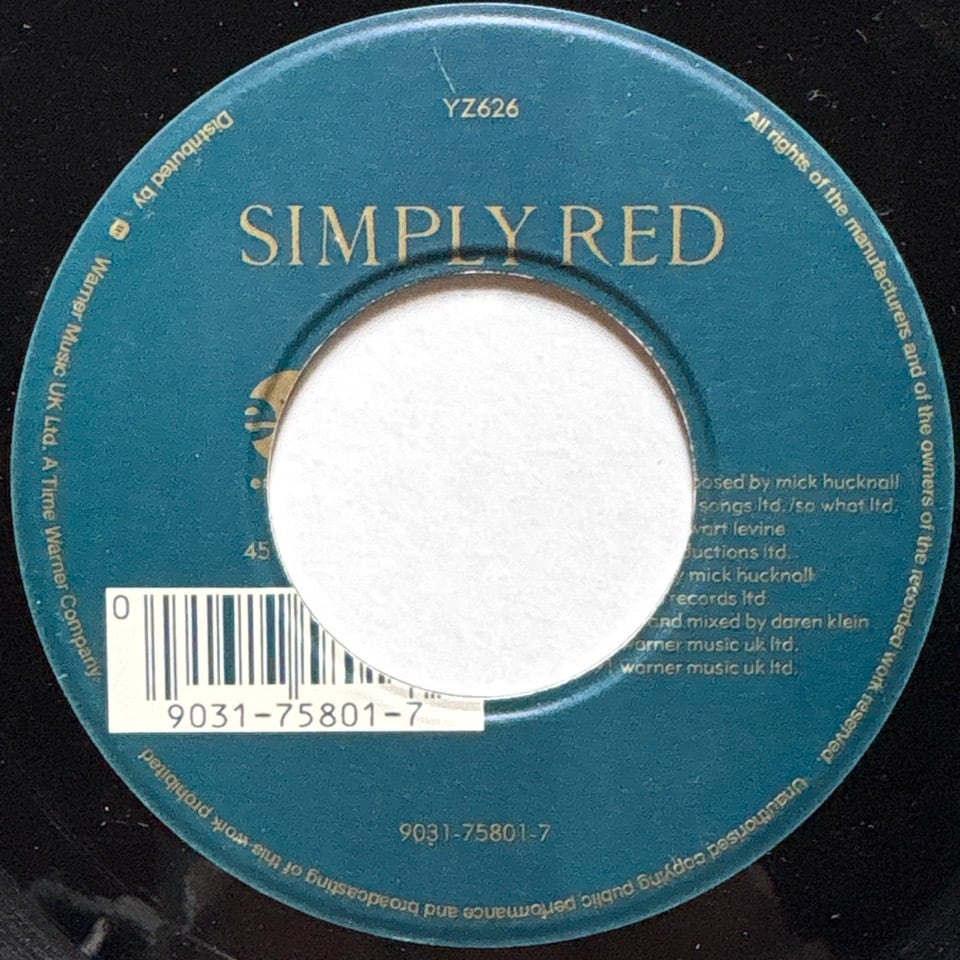 YZ626
SIMPLY RED
posed by mick hucknall
songs ltd./so what ltd.
wart levine
ductions ltd.
y mick hucknall
records ltd.
and mixed by daren klein
warner music uk ltd.
warner music uk ltd.
45
0
9031-75801-7
9031-75801-7
Distributed by Warner Music UK Ltd. A Time Warner Company
All rights of the manufacturers and of the owners of the recorded work reserved. Unauthorised copying public performance and broadcasting of this work prohibited